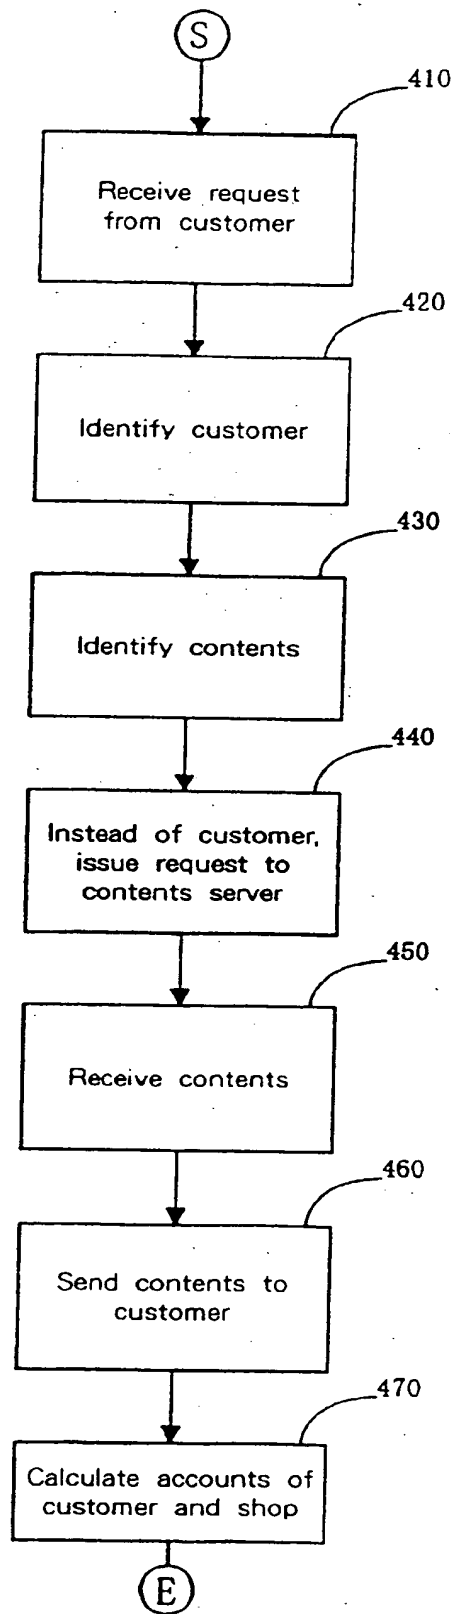 S
410
Receive request
from customer
420
Identify customer
430
Identify contents
440
Instead of customer,
issue request to
contents server
450
Receive contents
460
Send contents to
customer
470
Calculate accounts of
customer and shop
E